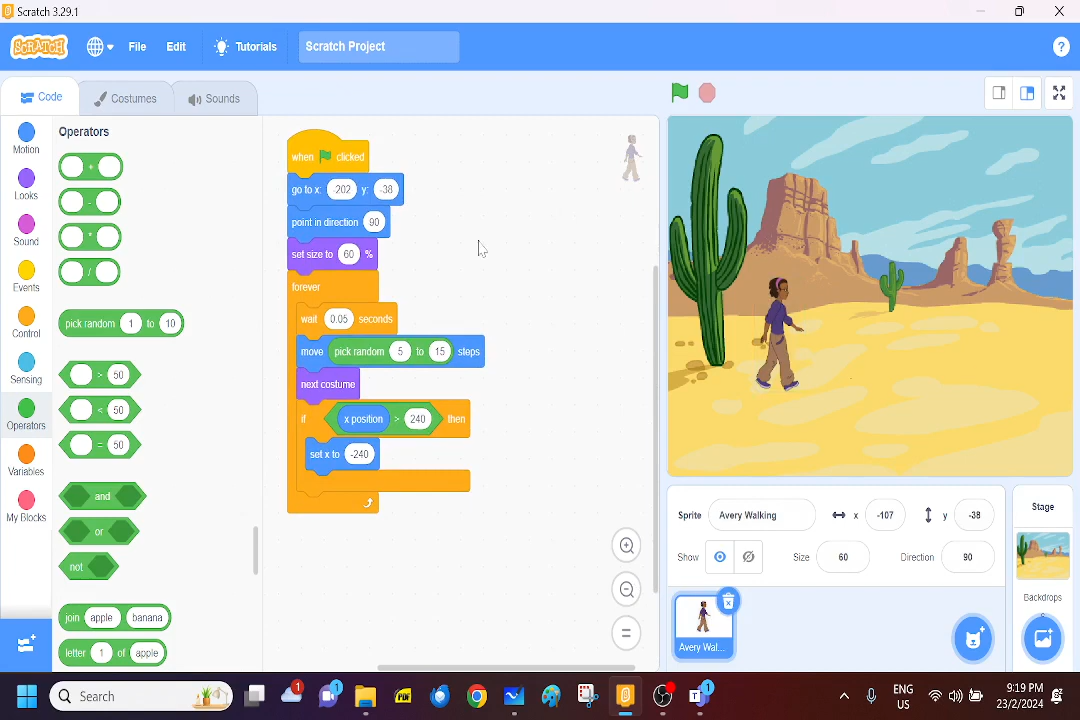 Scratch 3.29.1
SCRATCH
File
Edit
Tutorials
Scratch Project
?
Code
Costumes
Sounds
Motion
Looks
Sound
Events
Control
Sensing
Operators
Variables
My Blocks
Operators
+
-
*
/
pick random 1 to 10
> 50
< 50
= 50
and
or
not
join apple banana
letter 1 of apple
when clicked
go to x: -202 y: -38
point in direction 90
set size to 60 %
forever
wait 0.05 seconds
move pick random 5 to 15 steps
next costume
if x position > 240 then
set x to -240
Sprite Avery Walking x -107 y -38
Show Size 60 Direction 90
Avery Wal...
Stage
Backdrops
Search
1
1
PDF
1
ENG
US
9:19 PM
23/2/2024